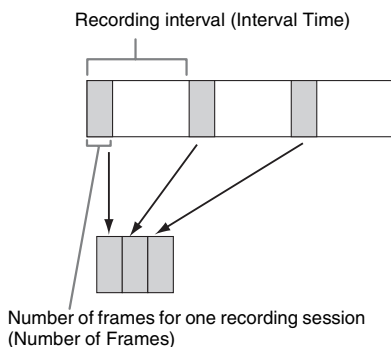 Recording interval (Interval Time)
Number of frames for one recording session
(Number of Frames)